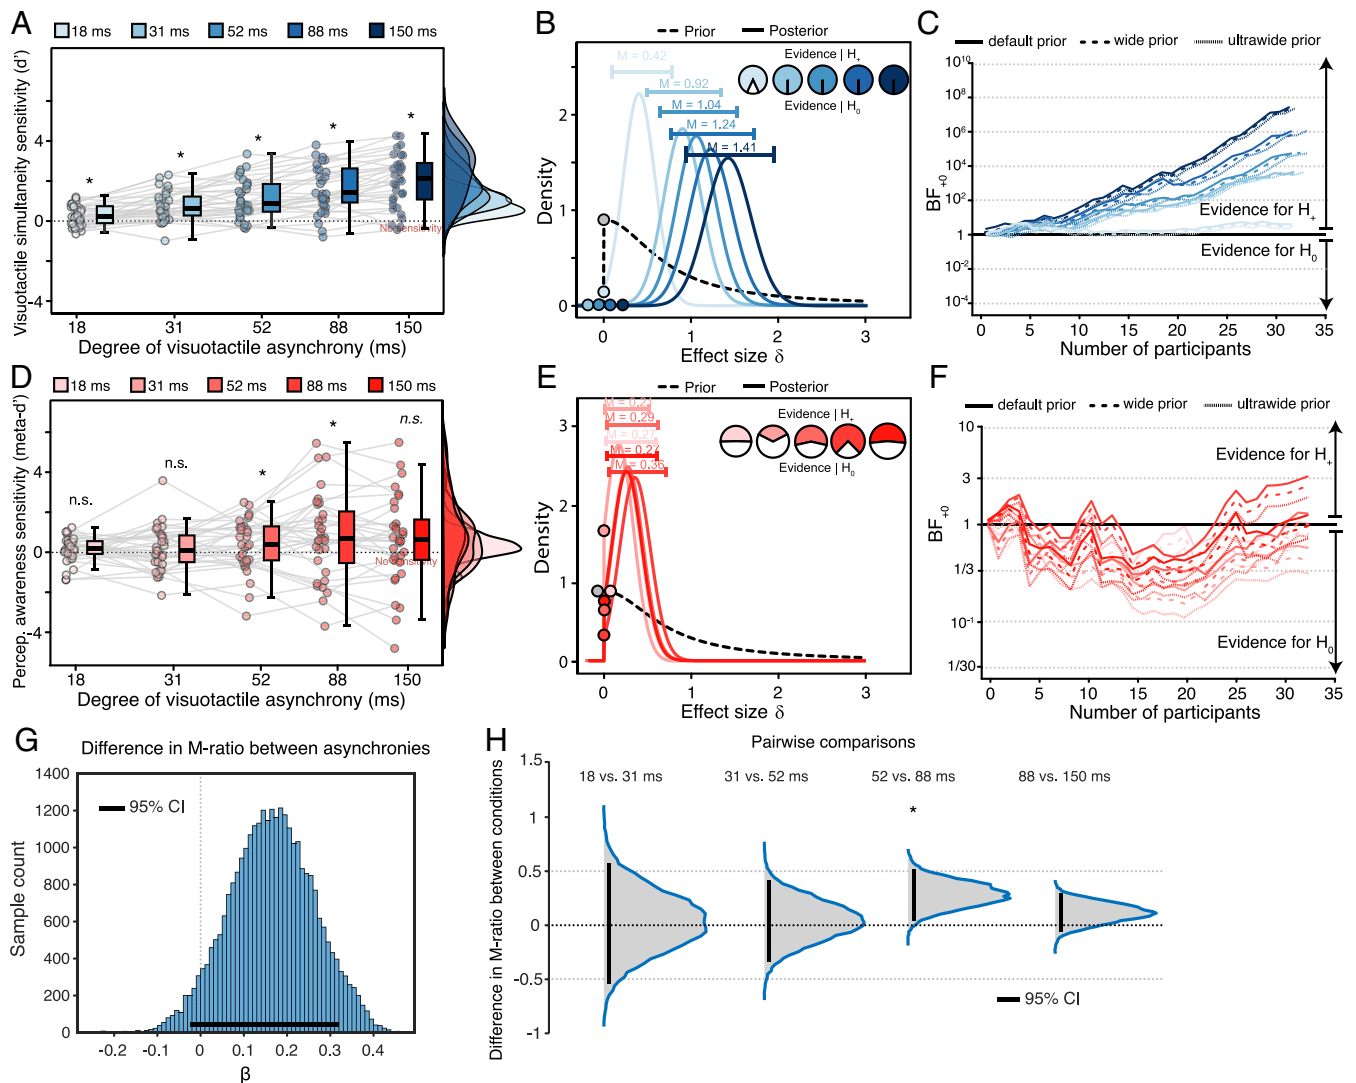 A
18 ms 31 ms 52 ms 88 ms 150 ms
Visuotactile simultaneity sensitivity (d')
4
0
-4
* * * * *
No sensitivity
18 31 52 88 150
Degree of visuotactile asynchrony (ms)
B
Prior Posterior
Evidence | H+
Evidence | H0
M = 0.42
M = 0.92
M = 1.04
M = 1.24
M = 1.41
Density
2
1
0
0 1 2 3
Effect size δ
C
default prior wide prior ultrawide prior
BF+0
10^10
10^8
10^6
10^4
10^2
1
10^-2
10^-4
Evidence for H+
Evidence for H0
0 5 10 15 20 25 30 35
Number of participants
D
18 ms 31 ms 52 ms 88 ms 150 ms
Percep. awareness sensitivity (meta-d')
4
0
-4
n.s. n.s. * * n.s.
No sensitivity
18 31 52 88 150
Degree of visuotactile asynchrony (ms)
E
Prior Posterior
Evidence | H+
Evidence | H0
M = 0.21
M = 0.29
M = 0.27
M = 0.27
M = 0.36
Density
3
2
1
0
0 1 2 3
Effect size δ
F
default prior wide prior ultrawide prior
BF+0
10
3
1
1/3
10^-1
1/30
Evidence for H+
Evidence for H0
0 5 10 15 20 25 30 35
Number of participants
G
Difference in M-ratio between asynchronies
95% CI
Sample count
1400
1200
1000
800
600
400
200
0
-0.2 -0.1 0 0.1 0.2 0.3 0.4
β
H
Pairwise comparisons
18 vs. 31 ms 31 vs. 52 ms 52 vs. 88 ms 88 vs. 150 ms
*
Difference in M-ratio between conditions
1.5
1
0.5
0
-0.5
-1
95% CI